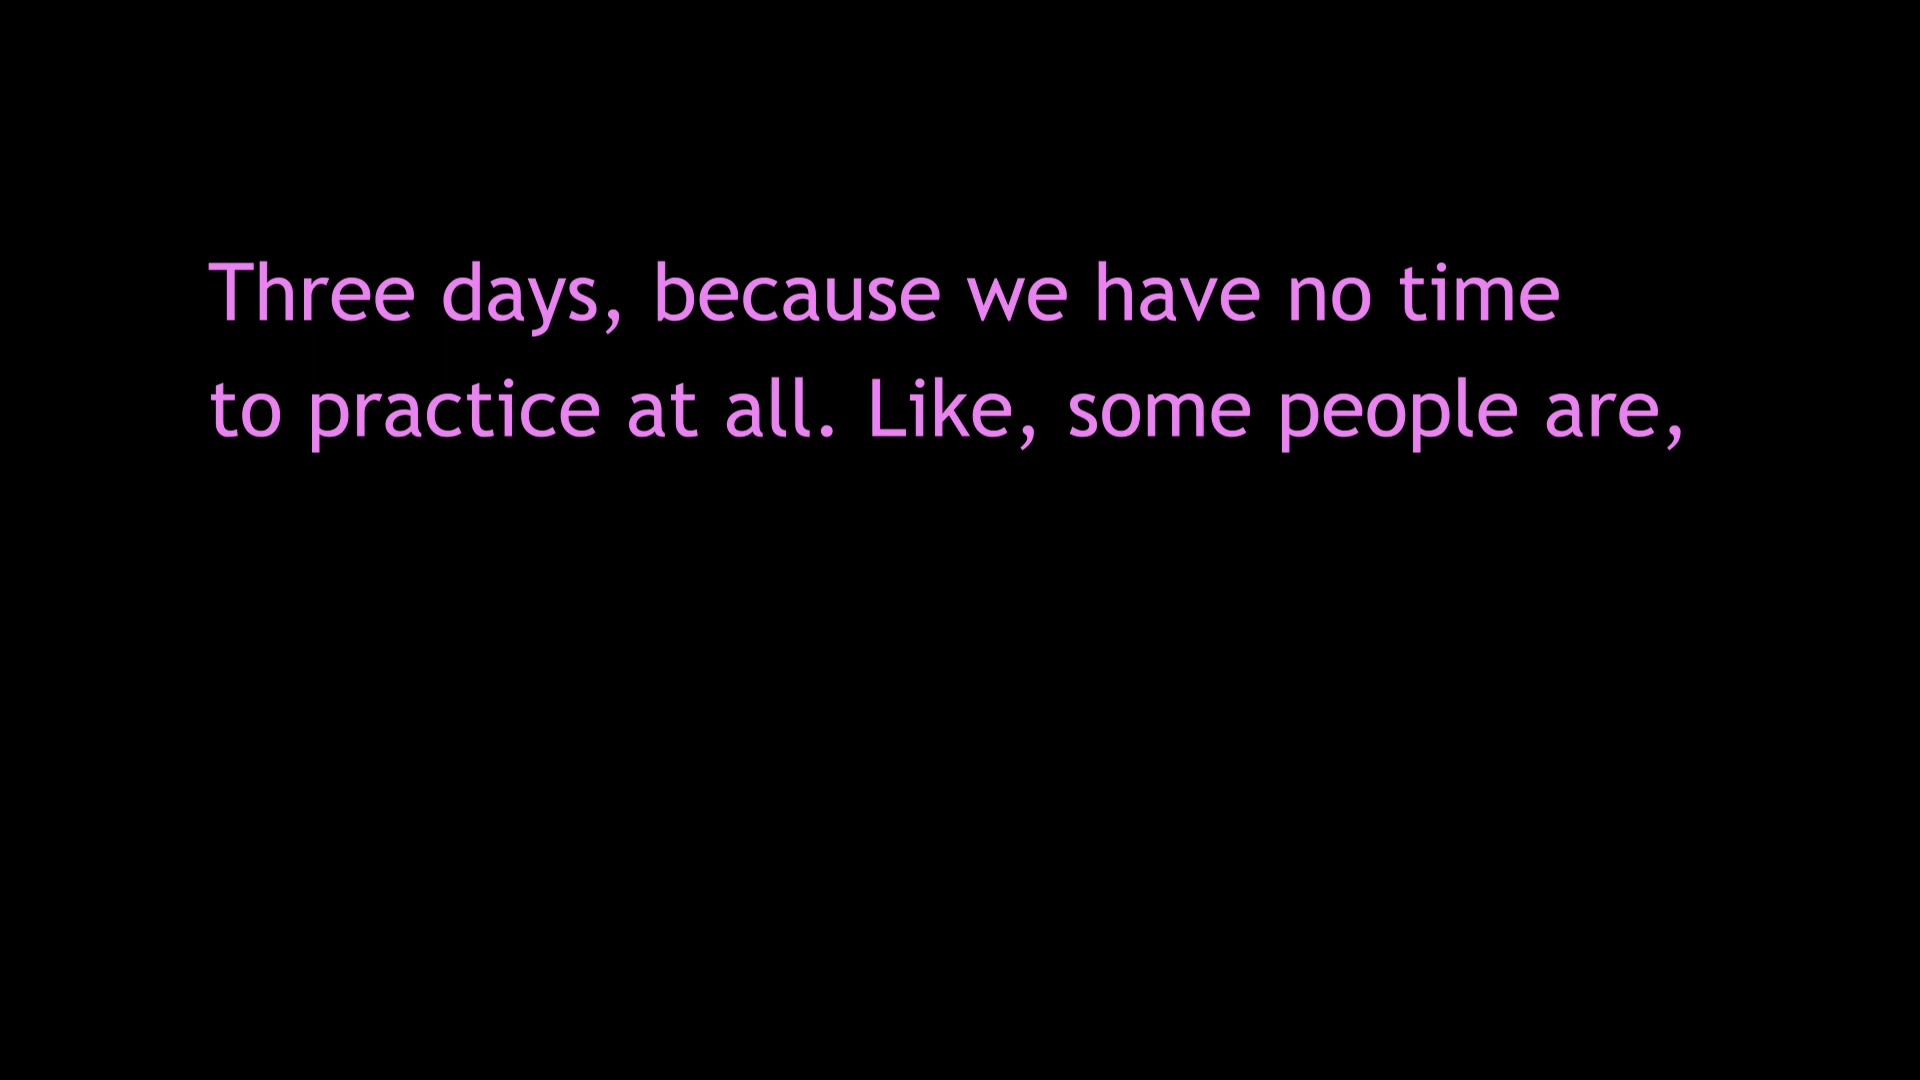 Three days, because we have no time
to practice at all. Like, some people are,